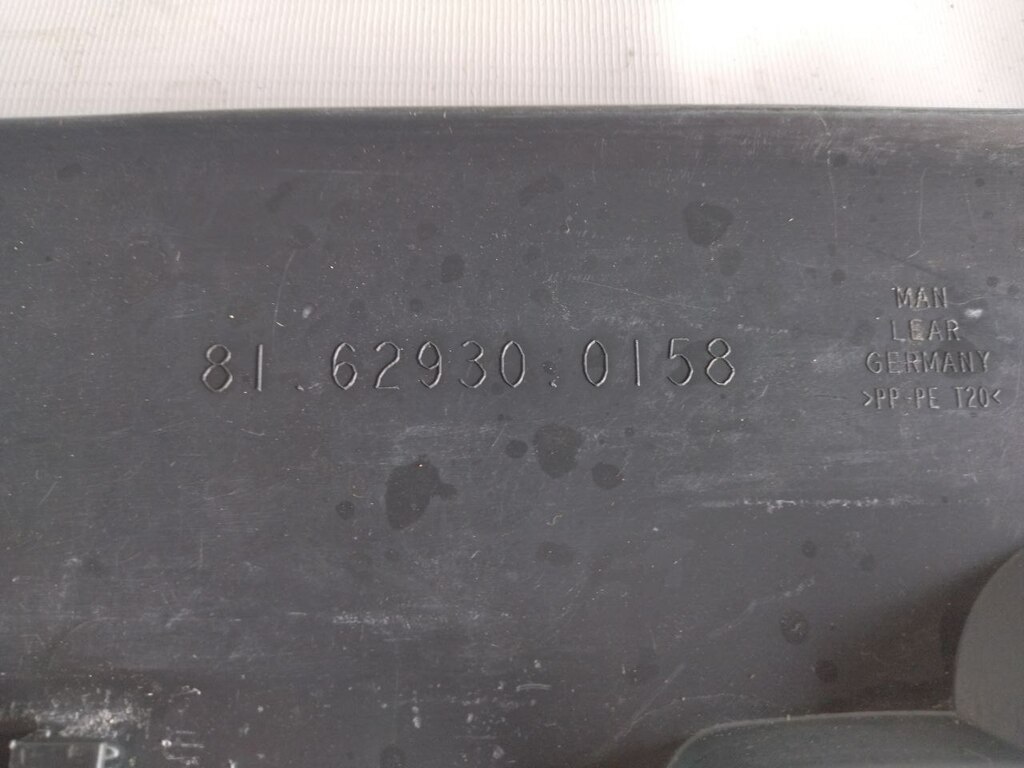 81.62930.0158
MAN
LEAR
GERMANY
>PP-PE T20<
P